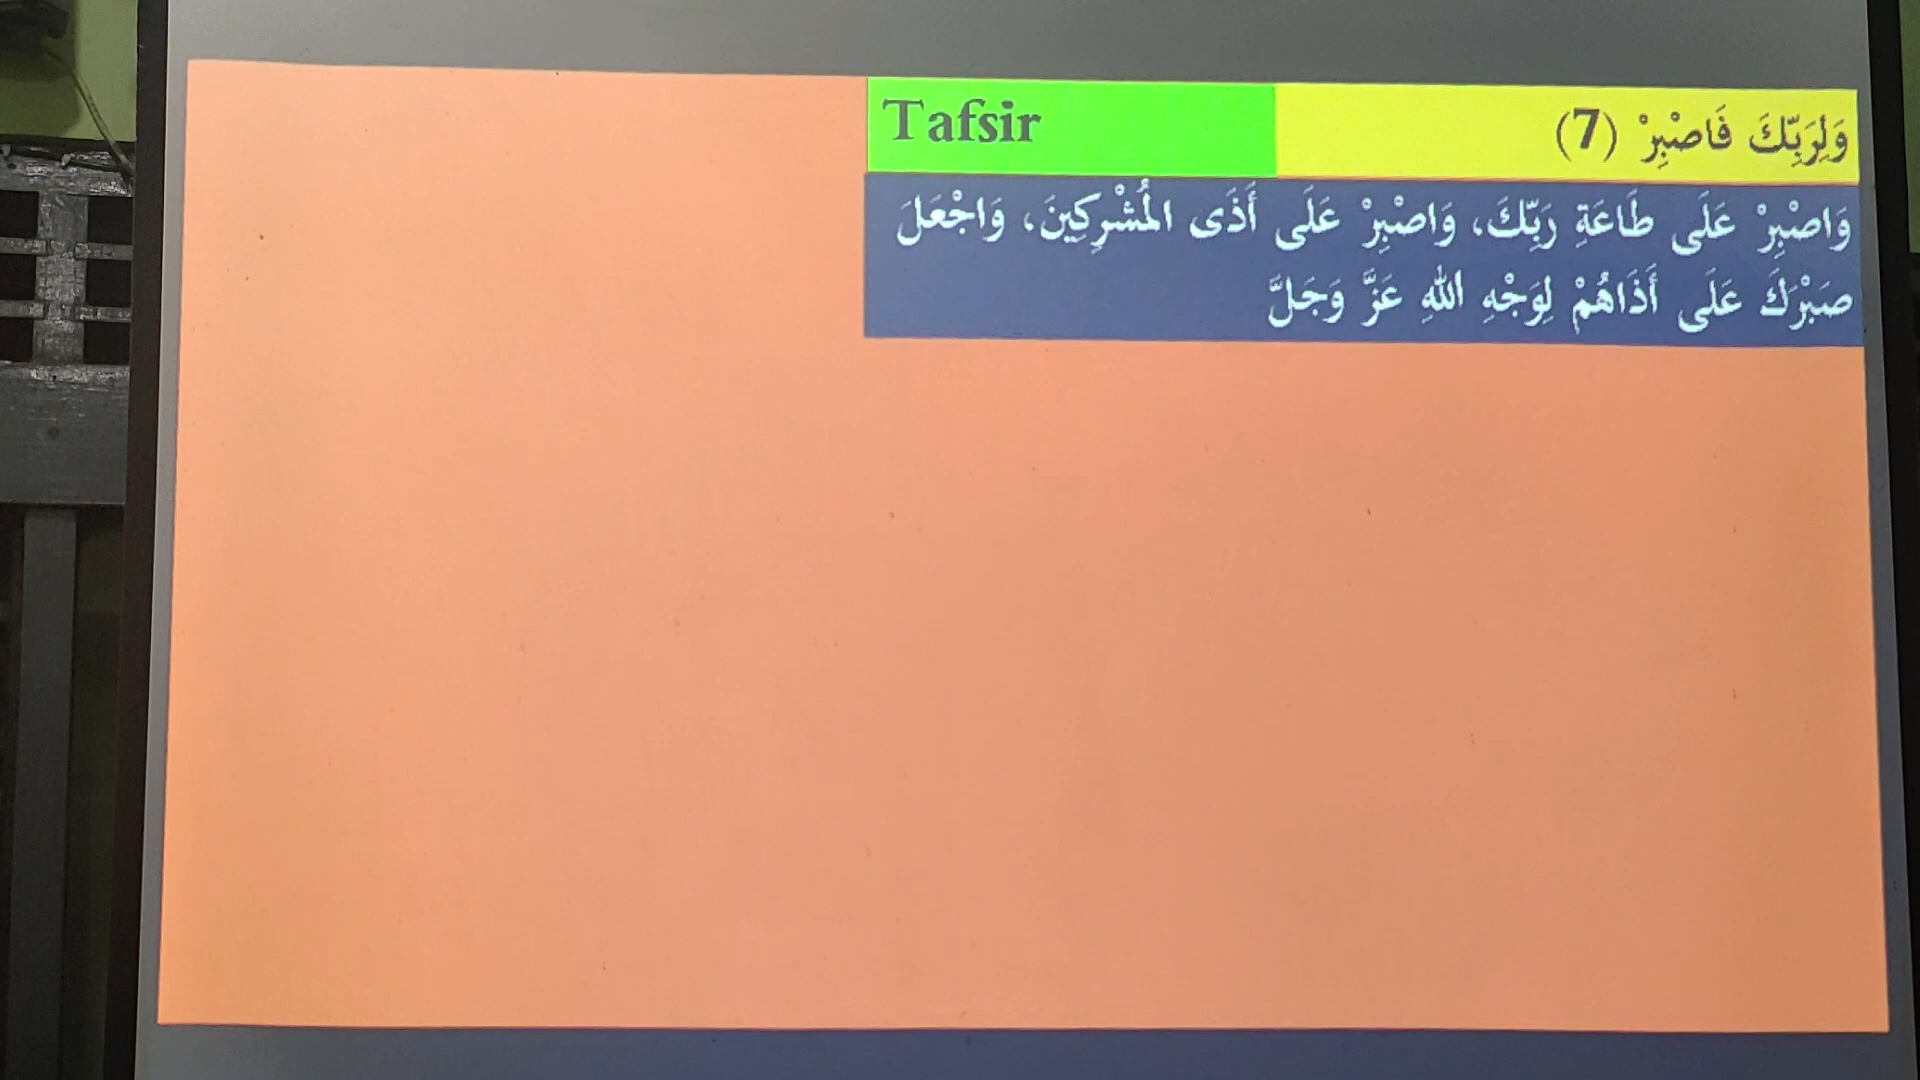 وَلِرَبِّكَ فَاصْبِرْ (7)
Tafsir
وَاصْبِرْ عَلَى طَاعَةِ رَبِّكَ، وَاصْبِرْ عَلَى أَذَى الْمُشْرِكِينَ، وَاجْعَلَ
صَبْرَكَ عَلَى أَذَاهُمْ لِوَجْهِ اللهِ عَزَّ وَجَلَّ